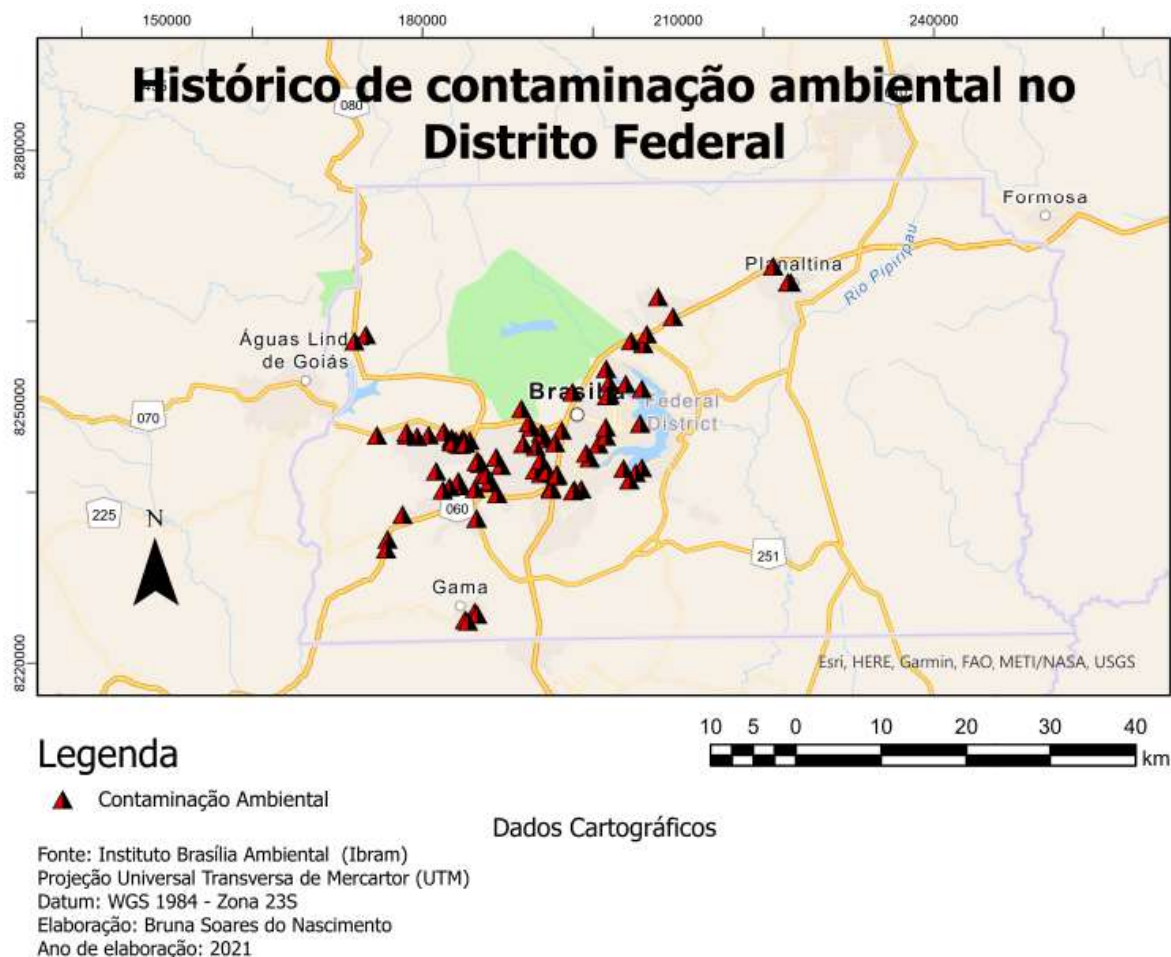 150000 180000 210000 240000
Histórico de contaminação ambiental no
Distrito Federal
080
8280000
Formosa
Planaltina
Rio Pipiripau
Águas Lind
de Goiás
8250000
Brasília
Federal
District
070
060
225
N
251
Gama
8220000
Esri, HERE, Garmin, FAO, METI/NASA, USGS
10 5 0 10 20 30 40
km
Legenda
Contaminação Ambiental
Dados Cartográficos
Fonte: Instituto Brasília Ambiental (Ibram)
Projeção Universal Transversa de Mercartor (UTM)
Datum: WGS 1984 - Zona 23S
Elaboração: Bruna Soares do Nascimento
Ano de elaboração: 2021